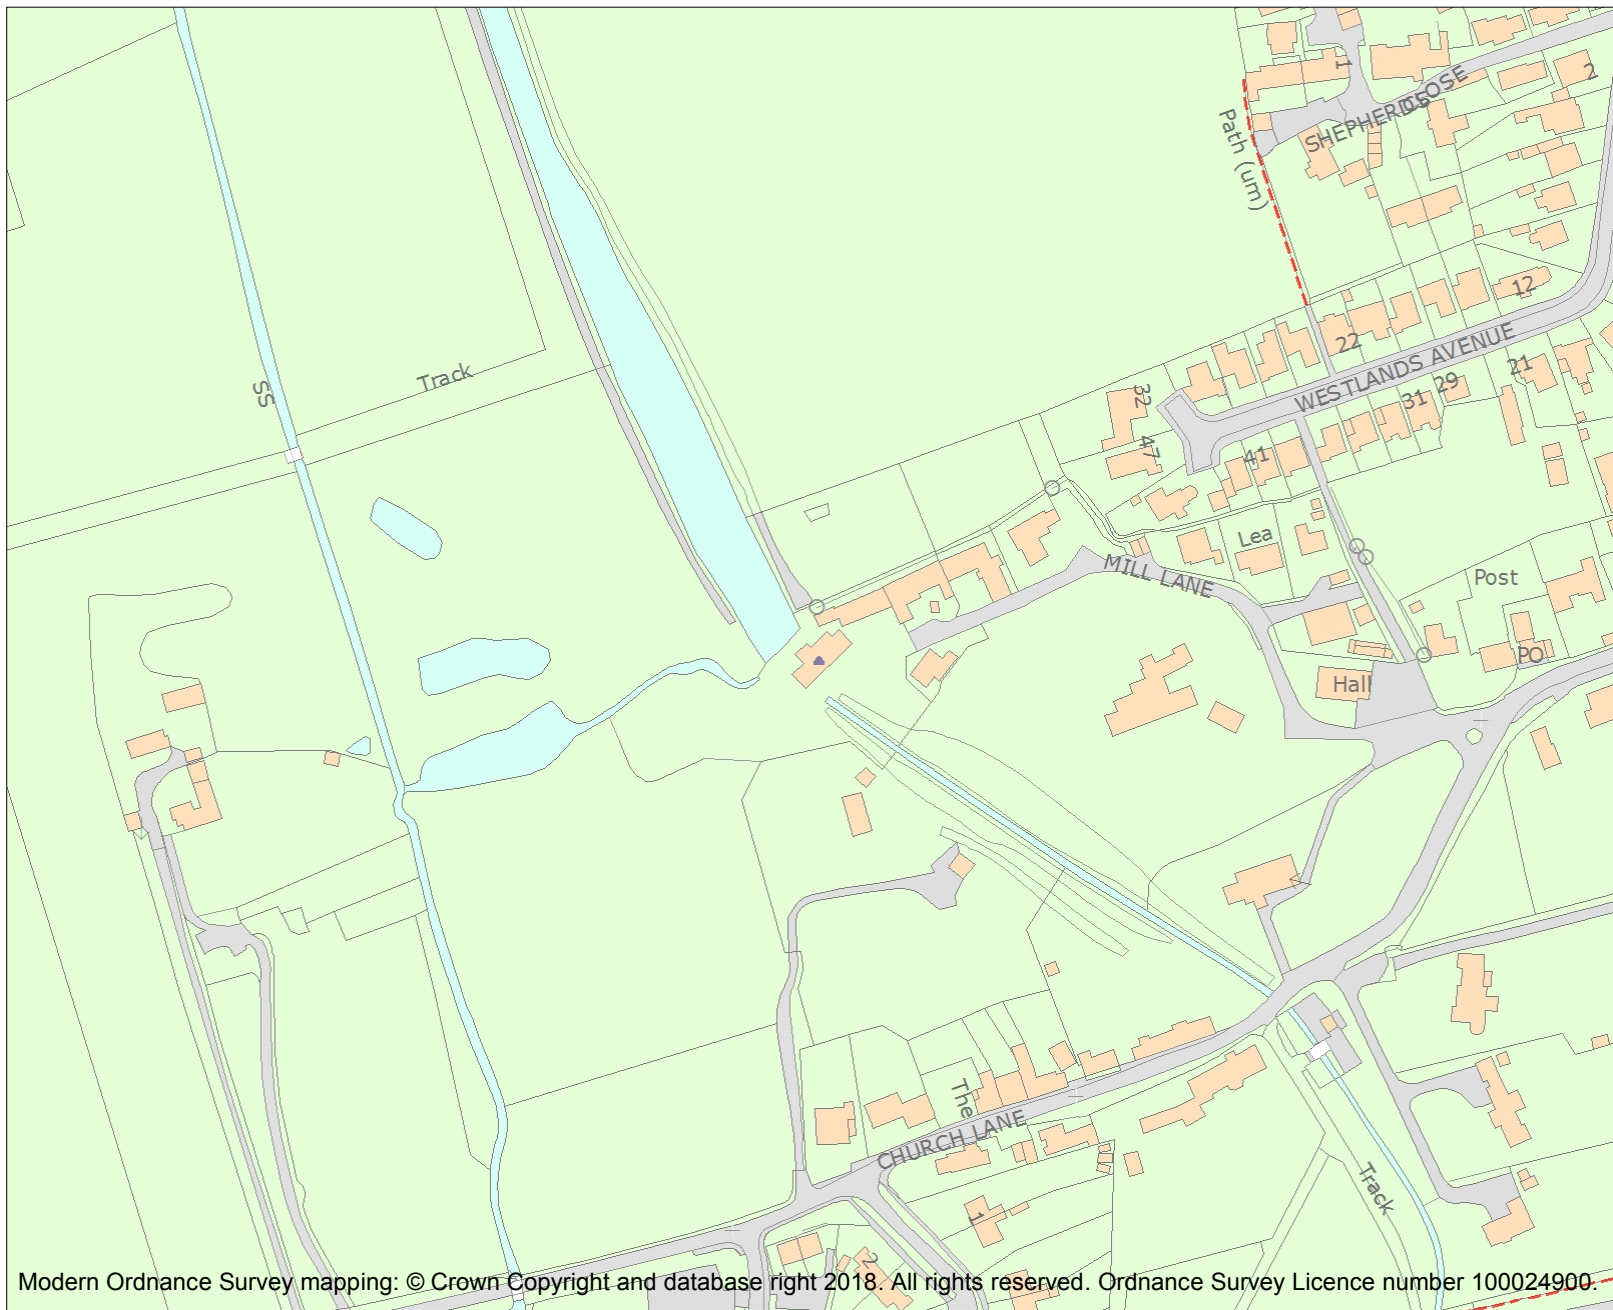 1
2
SHEPHERDS CLOSE
Path (um)
12
22
WESTLANDS AVENUE
21
29
31
32
47
41
SS
Track
Lea
MILL LANE
Post
PO
Hall
The
CHURCH LANE
Track
1
2
Modern Ordnance Survey mapping: © Crown Copyright and database right 2018. All rights reserved. Ordnance Survey Licence number 100024900.